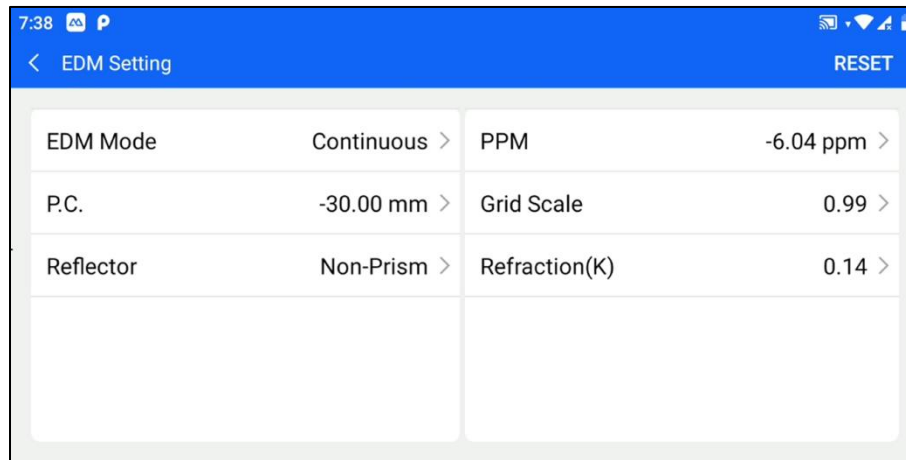 7:38
EDM Setting
RESET
EDM Mode
Continuous
PPM
-6.04 ppm
P.C.
-30.00 mm
Grid Scale
0.99
Reflector
Non-Prism
Refraction(K)
0.14